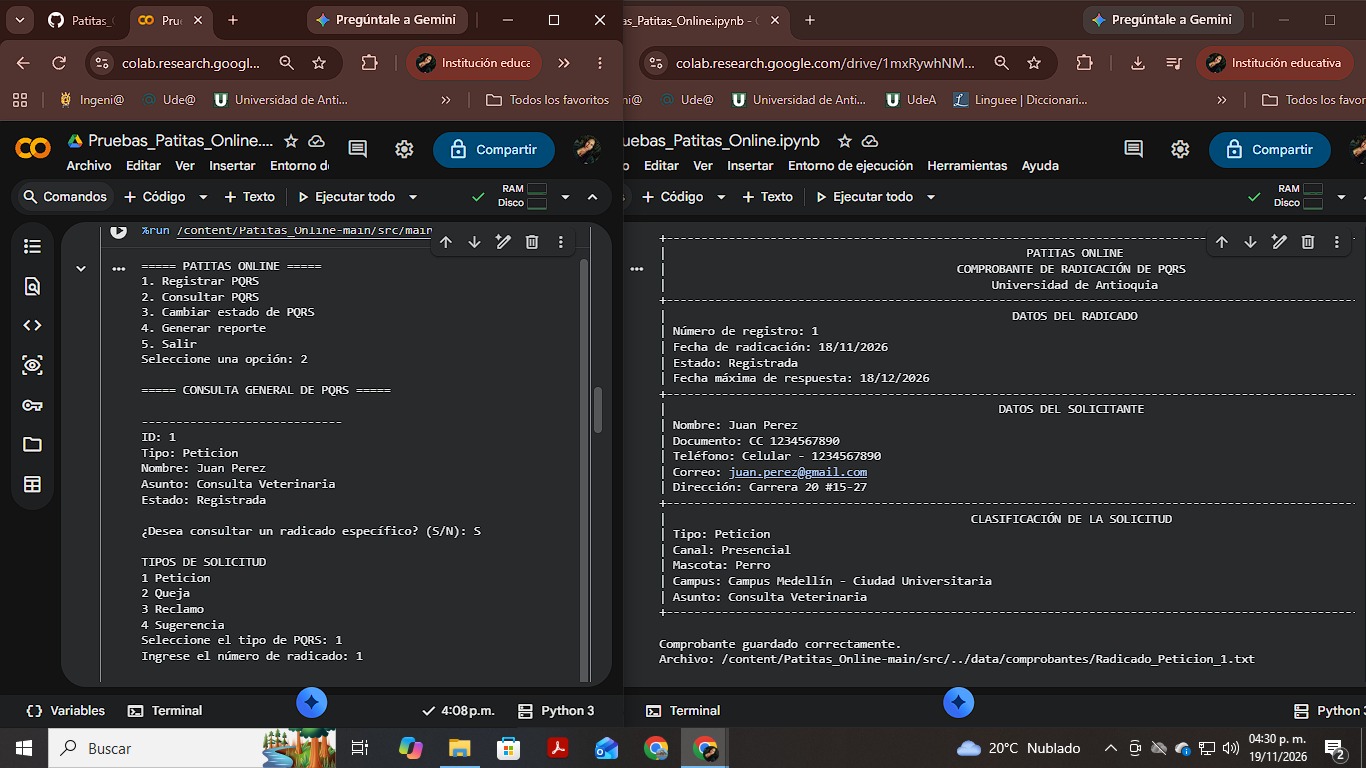 Patitas_
Pru
Pregúntale a Gemini
as_Patitas_Online.ipynb - C
Pregúntale a Gemini
colab.research.googl...
Institución educa
colab.research.google.com/drive/1mxRywhNM...
Institución educativa
Ingeni@
Ude@
Universidad de Anti...
»
Todos los favoritos
ni@
Ude@
Universidad de Anti...
UdeA
Linguee | Diccionari...
»
Todos los favor
Pruebas_Patitas_Online....
Compartir
Archivo Editar Ver Insertar Entorno d
uebas_Patitas_Online.ipynb
Compartir
o Editar Ver Insertar Entorno de ejecución Herramientas Ayuda
Comandos + Código + Texto Ejecutar todo
RAM
Disco
s + Código + Texto Ejecutar todo
RAM
Disco
%run /content/Patitas_Online-main/src/main
===== PATITAS ONLINE =====
1. Registrar PQRS
2. Consultar PQRS
3. Cambiar estado de PQRS
4. Generar reporte
5. Salir
Seleccione una opción: 2
===== CONSULTA GENERAL DE PQRS =====
-----------------------------
ID: 1
Tipo: Peticion
Nombre: Juan Perez
Asunto: Consulta Veterinaria
Estado: Registrada
¿Desea consultar un radicado específico? (S/N): S
TIPOS DE SOLICITUD
1 Peticion
2 Queja
3 Reclamo
4 Sugerencia
Seleccione el tipo de PQRS: 1
Ingrese el número de radicado: 1
PATITAS ONLINE
COMPROBANTE DE RADICACIÓN DE PQRS
Universidad de Antioquia
DATOS DEL RADICADO
| Número de registro: 1
| Fecha de radicación: 18/11/2026
| Estado: Registrada
| Fecha máxima de respuesta: 18/12/2026
DATOS DEL SOLICITANTE
| Nombre: Juan Perez
| Documento: CC 1234567890
| Teléfono: Celular - 1234567890
| Correo: juan.perez@gmail.com
| Dirección: Carrera 20 #15-27
CLASIFICACIÓN DE LA SOLICITUD
| Tipo: Peticion
| Canal: Presencial
| Mascota: Perro
| Campus: Campus Medellín - Ciudad Universitaria
| Asunto: Consulta Veterinaria
Comprobante guardado correctamente.
Archivo: /content/Patitas_Online-main/src/../data/comprobantes/Radicado_Peticion_1.txt
{} Variables Terminal
4:08 p.m. Python 3
Terminal
Python 3
Buscar
20°C Nublado
04:30 p. m.
19/11/2026
2